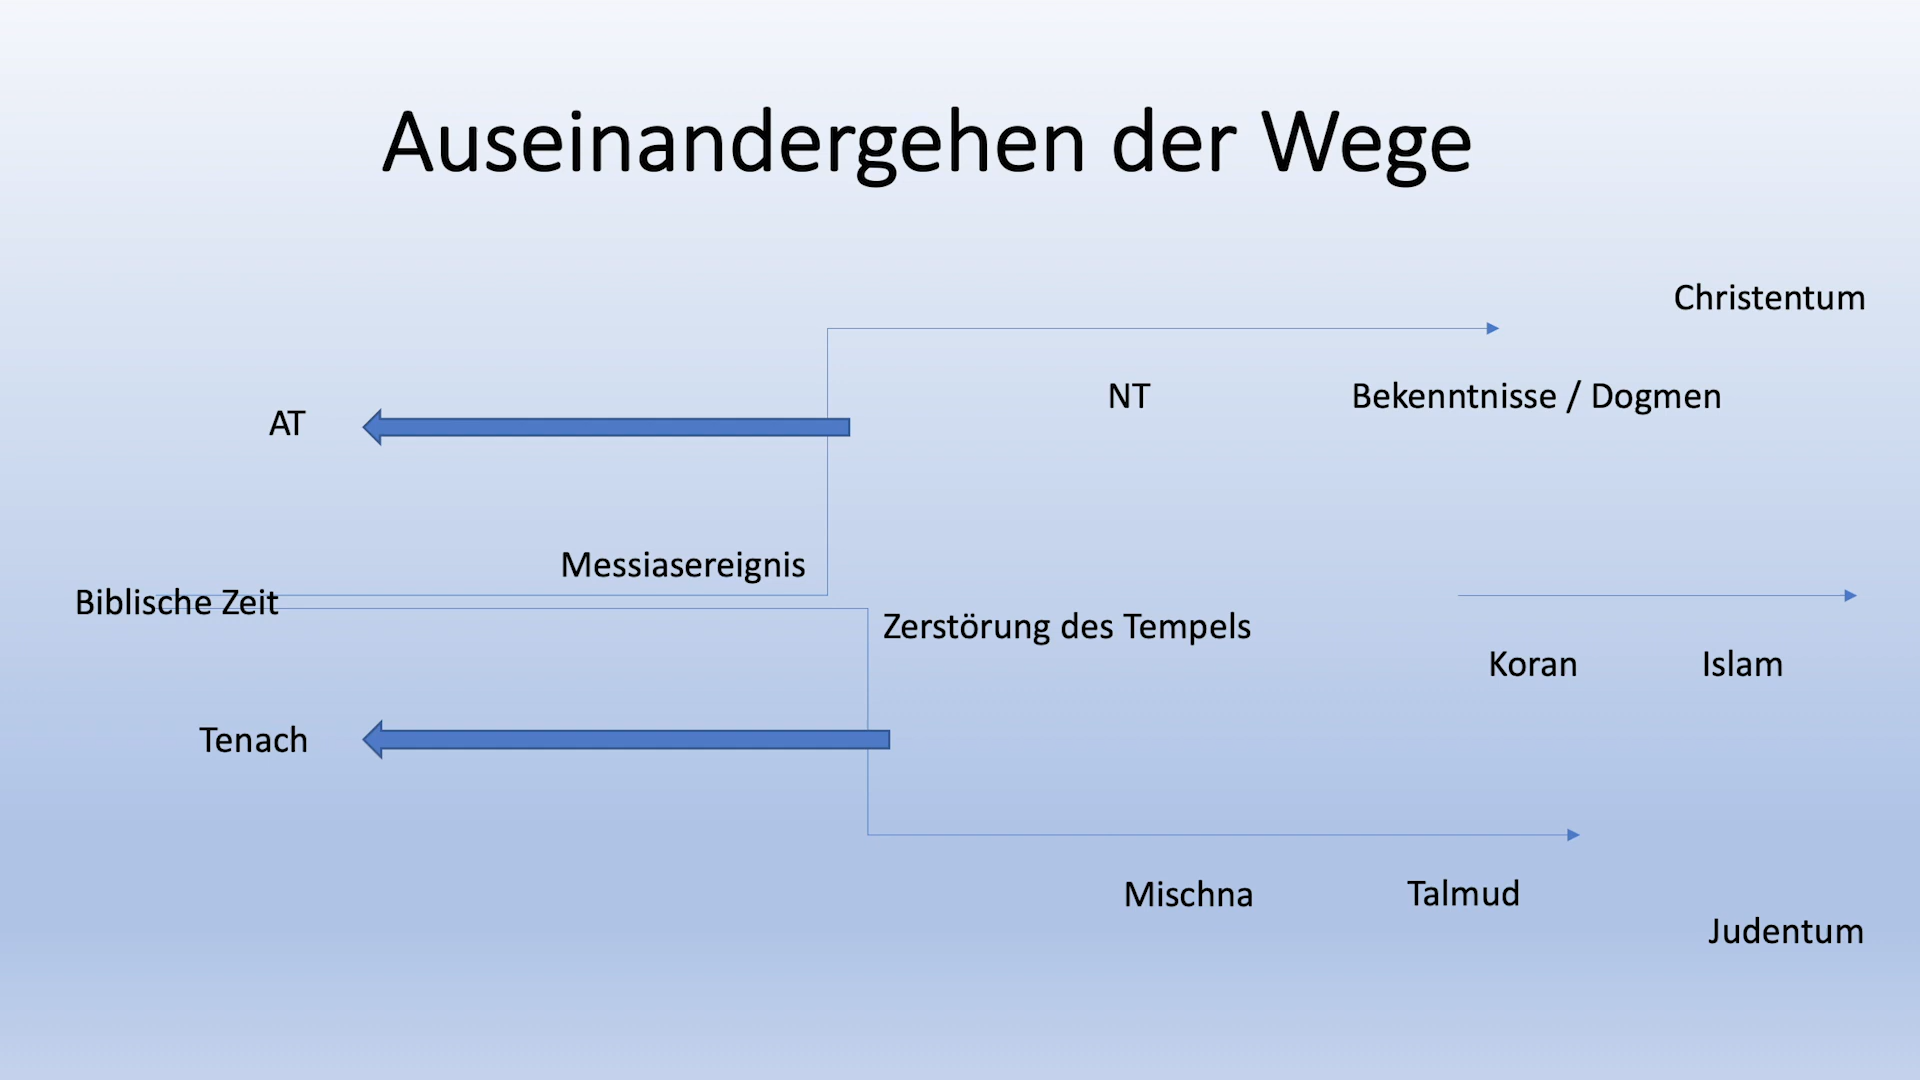 Auseinandergehen der Wege
Christentum
NT
Bekenntnisse / Dogmen
AT
Messiasereignis
Biblische Zeit
Zerstörung des Tempels
Koran
Islam
Tenach
Mischna
Talmud
Judentum